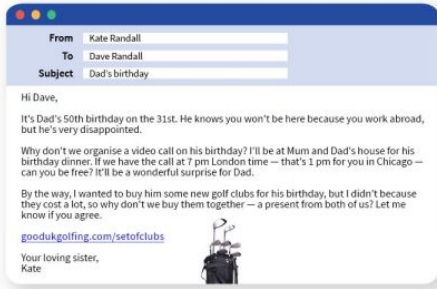 From Kate Randall
To Dave Randall
Subject Dad's birthday
Hi Dave,
It's Dad's 50th birthday on the 31st. He knows you won't be here because you work abroad,
but he's very disappointed.
Why don't we organise a video call on his birthday? I'll be at Mum and Dad's house for his
birthday dinner. If we have the call at 7 pm London time — that's 1 pm for you in Chicago —
can you be free? It'll be a wonderful surprise for Dad.
By the way, I wanted to buy him some new golf clubs for his birthday, but I didn't because
they cost a lot, so why don't we buy them together — a present from both of us? Let me
know if you agree.
goodukgolfing.com/setofclubs
Your loving sister,
Kate